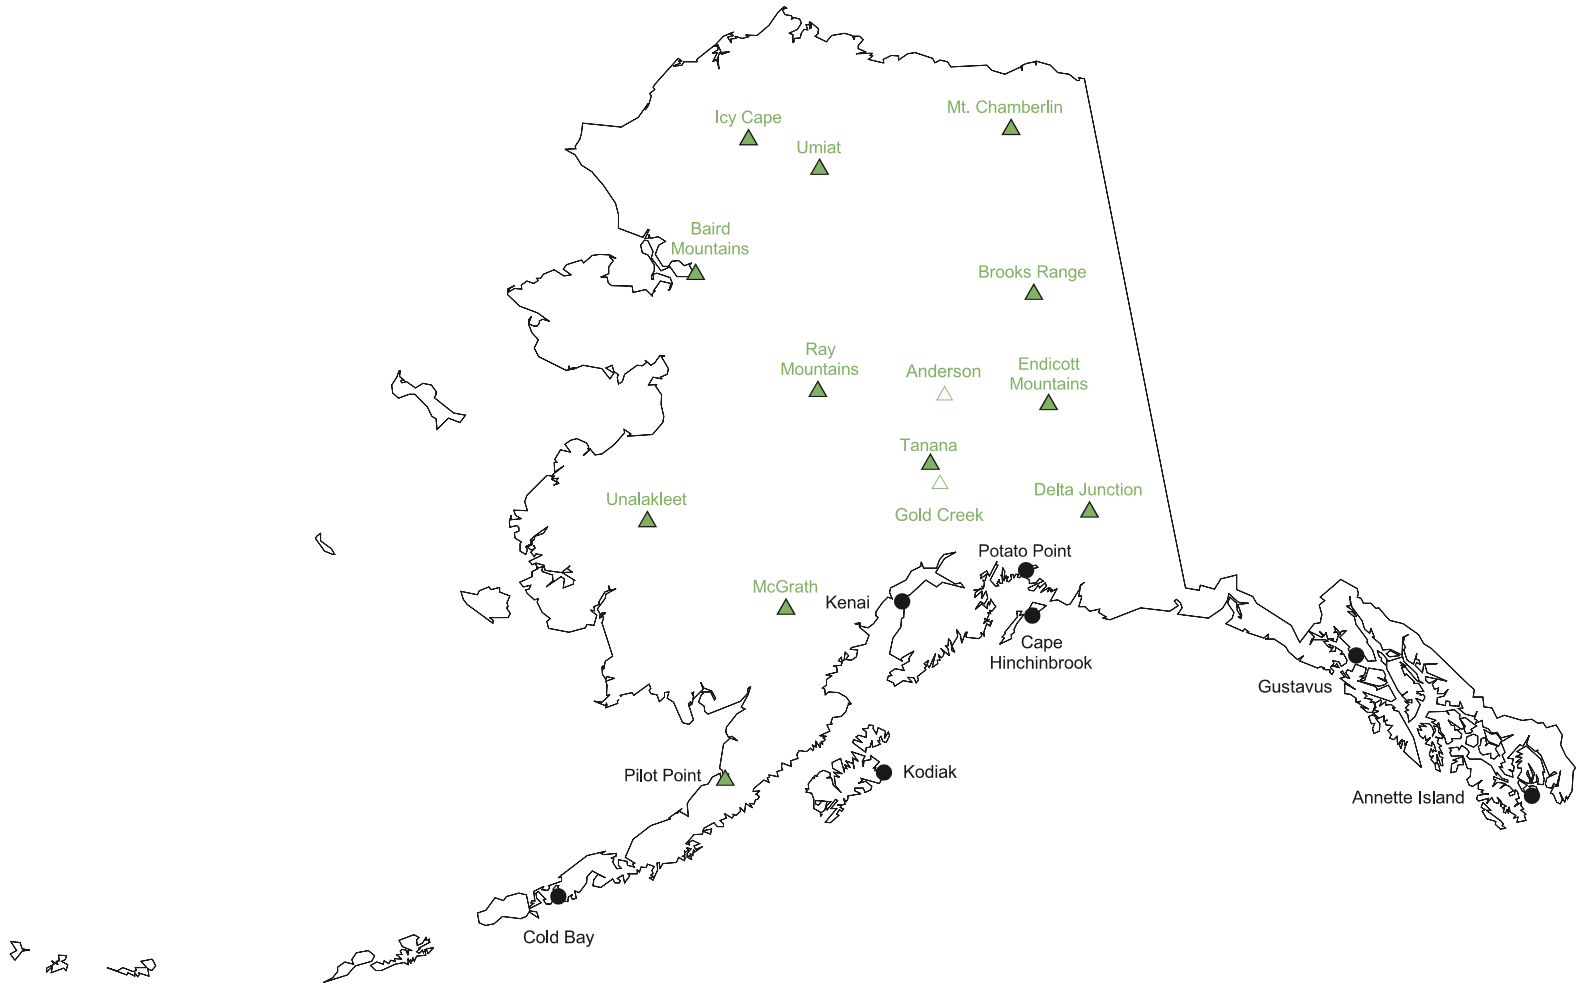 Mt. Chamberlin
Icy Cape
Umiat
Baird
Mountains
Brooks Range
Ray
Mountains
Anderson
Endicott
Mountains
Tanana
Unalakleet
Delta Junction
Gold Creek
Potato Point
McGrath
Kenai
Cape
Hinchinbrook
Gustavus
Pilot Point
Kodiak
Annette Island
Cold Bay